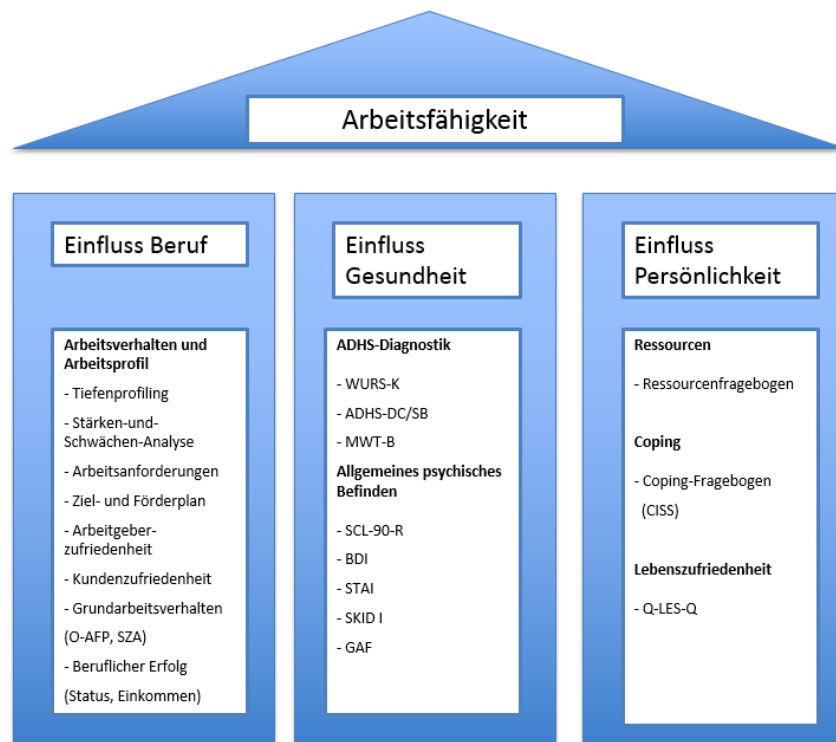 Arbeitsfähigkeit
Einfluss Beruf
Arbeitsverhalten und
Arbeitsprofil
- Tiefenprofiling
- Stärken-und-
Schwächen-Analyse
- Arbeitsanforderungen
- Ziel- und Förderplan
- Arbeitgeber-
zufriedenheit
- Kundenzufriedenheit
- Grundarbeitsverhalten
(O-AFP, SZA)
- Beruflicher Erfolg
(Status, Einkommen)
Einfluss
Gesundheit
ADHS-Diagnostik
- WURS-K
- ADHS-DC/SB
- MWT-B
Allgemeines psychisches
Befinden
- SCL-90-R
- BDI
- STAI
- SKID I
- GAF
Einfluss
Persönlichkeit
Ressourcen
- Ressourcenfragebogen
Coping
- Coping-Fragebogen
(CISS)
Lebenszufriedenheit
- Q-LES-Q